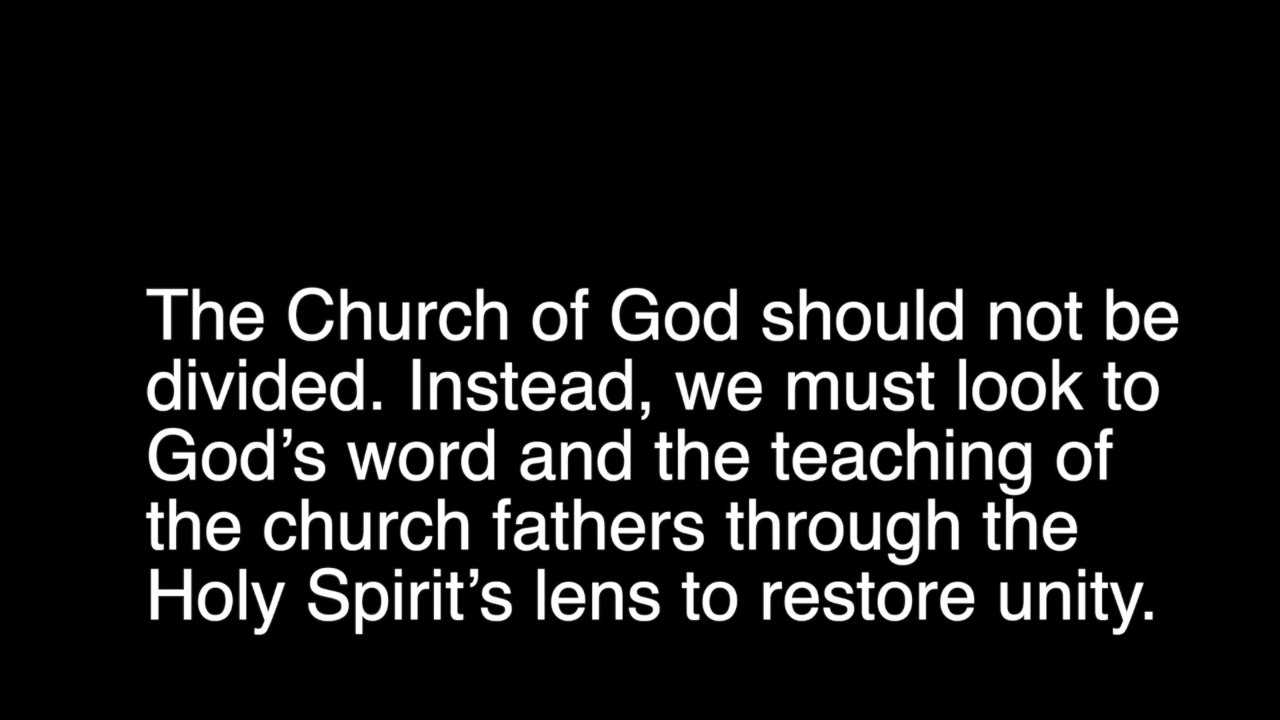 The Church of God should not be
divided. Instead, we must look to
God’s word and the teaching of
the church fathers through the
Holy Spirit’s lens to restore unity.